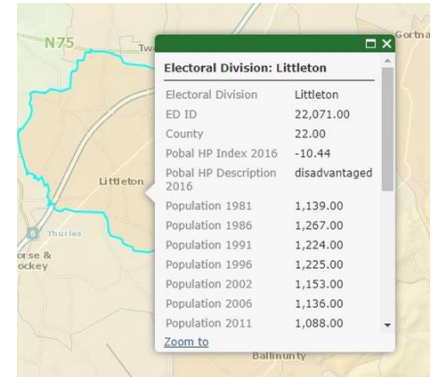 N75
Twc
Gortna
Electoral Division: Littleton
Electoral Division Littleton
ED ID 22,071.00
County 22.00
Pobal HP Index 2016 -10.44
Pobal HP Description 2016 disadvantaged
Population 1981 1,139.00
Population 1986 1,267.00
Population 1991 1,224.00
Population 1996 1,225.00
Population 2002 1,153.00
Population 2006 1,136.00
Population 2011 1,088.00
Zoom to
Littleton
Thurles
orse &
ockey
Ballinunty